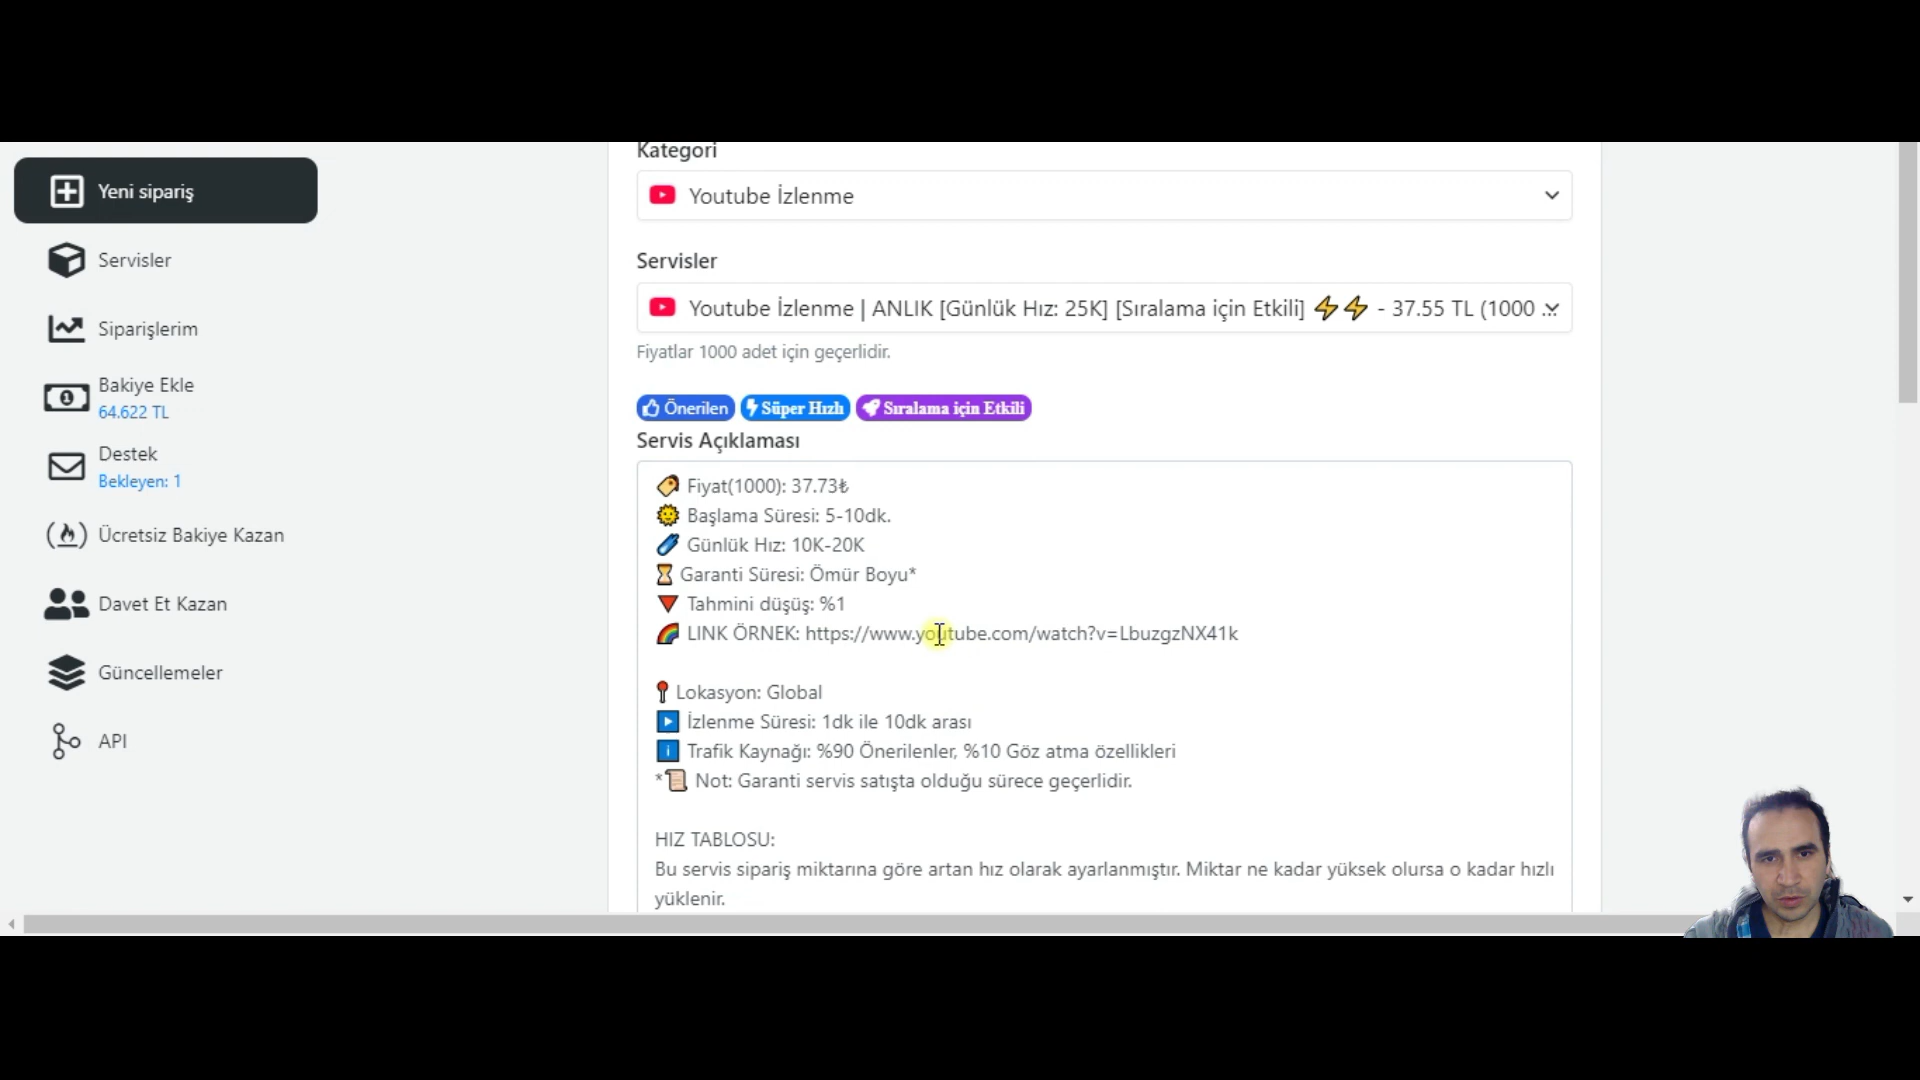 Yeni sipariş
Servisler
Siparişlerim
Bakiye Ekle
64.622 TL
Destek
Bekleyen: 1
Ücretsiz Bakiye Kazan
Davet Et Kazan
Güncellemeler
API
Kategori
Youtube İzlenme
Servisler
Youtube İzlenme | ANLIK [Günlük Hız: 25K] [Sıralama için Etkili] ⚡⚡ - 37.55 TL (1000 ...
Fiyatlar 1000 adet için geçerlidir.
Önerilen Süper Hızlı Sıralama için Etkili
Servis Açıklaması
Fiyat(1000): 37.73₺
Başlama Süresi: 5-10dk.
Günlük Hız: 10K-20K
Garanti Süresi: Ömür Boyu*
Tahmini düşüş: %1
LINK ÖRNEK: https://www.youtube.com/watch?v=LbuzgzNX41k
Lokasyon: Global
İzlenme Süresi: 1dk ile 10dk arası
Trafik Kaynağı: %90 Önerilenler, %10 Göz atma özellikleri
* Not: Garanti servis satışta olduğu sürece geçerlidir.
HIZ TABLOSU:
Bu servis sipariş miktarına göre artan hız olarak ayarlanmıştır. Miktar ne kadar yüksek olursa o kadar hızlı
yüklenir.